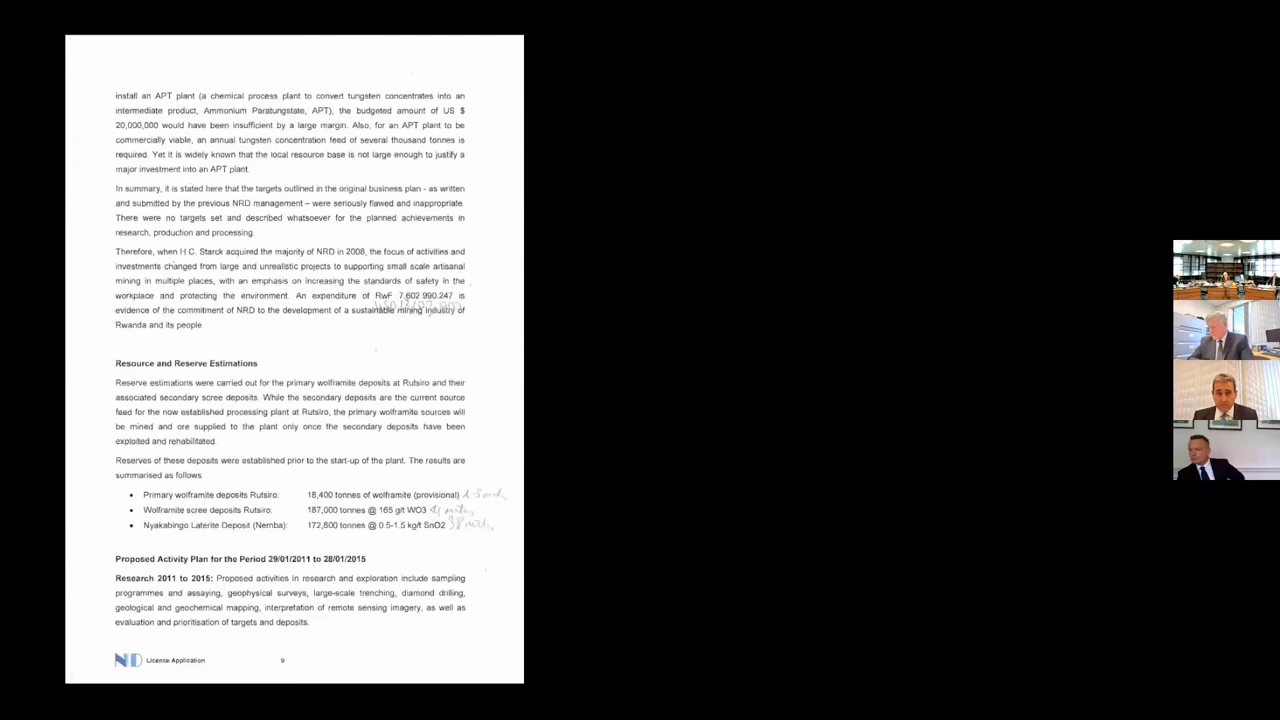 install an APT plant (a chemical process plant to convert tungsten concentrates into an
intermediate product, Ammonium Paratungstate, APT), the budgeted amount of US $
20,000,000 would have been insufficient by a large margin. Also, for an APT plant to be
commercially viable, an annual tungsten concentration feed of several thousand tonnes is
required. Yet it is widely known that the local resource base is not large enough to justify a
major investment into an APT plant.
In summary, it is stated here that the targets outlined in the original business plan - as written
and submitted by the previous NRD management – were seriously flawed and inappropriate.
There were no targets set and described whatsoever for the planned achievements in
research, production and processing.
Therefore, when H C. Starck acquired the majority of NRD in 2008, the focus of activities and
investments changed from large and unrealistic projects to supporting small scale artisanal
mining in multiple places, with an emphasis on increasing the standards of safety in the
workplace and protecting the environment. An expenditure of RwF 7.602.990.247 is
evidence of the commitment of NRD to the development of a sustainable mining industry of
Rwanda and its people
Resource and Reserve Estimations
Reserve estimations were carried out for the primary wolframite deposits at Rutsiro and their
associated secondary scree deposits. While the secondary deposits are the current source
feed for the now established processing plant at Rutsiro, the primary wolframite sources will
be mined and ore supplied to the plant only once the secondary deposits have been
exploited and rehabilitated.
Reserves of these deposits were established prior to the start-up of the plant. The results are
summarised as follows:
• Primary wolframite deposits Rutsiro: 18,400 tonnes of wolframite (provisional)
• Wolframite scree deposits Rutsiro. 187,000 tonnes @ 165 g/t WO3
• Nyakabingo Laterite Deposit (Nemba): 172,800 tonnes @ 0.5-1.5 kg/t SnO2
Proposed Activity Plan for the Period 29/01/2011 to 28/01/2015
Research 2011 to 2015: Proposed activities in research and exploration include sampling
programmes and assaying, geophysical surveys, large-scale trenching, diamond drilling,
geological and geochemical mapping, interpretation of remote sensing imagery, as well as
evaluation and prioritisation of targets and deposits.
Licence Application 9